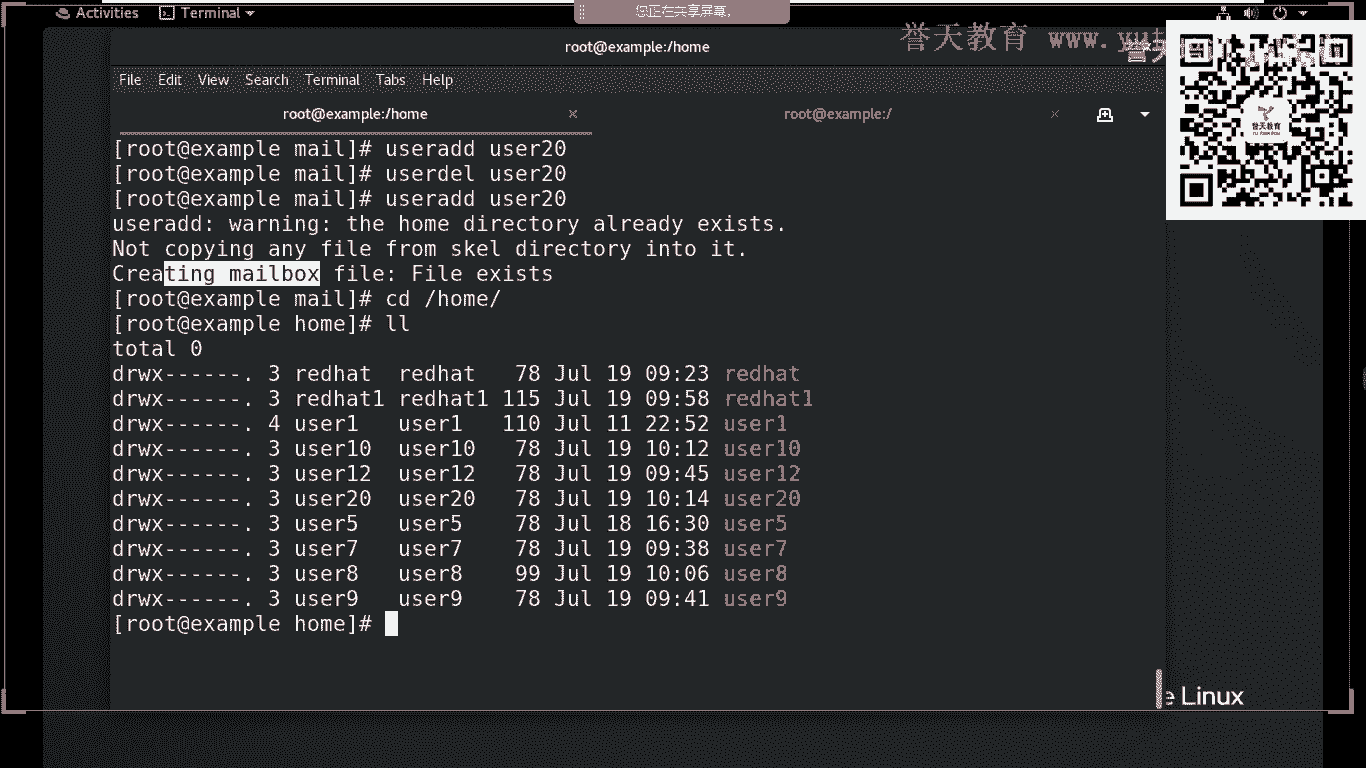 Activities Terminal
您正在共享屏幕。
誉天教育 www.yut
root@example:/home
File Edit View Search Terminal Tabs Help
root@example:/home × root@example:/ ×
誉天教育
[root@example mail]# useradd user20
[root@example mail]# userdel user20
[root@example mail]# useradd user20
useradd: warning: the home directory already exists.
Not copying any file from skel directory into it.
Creating mailbox file: File exists
[root@example mail]# cd /home/
[root@example home]# ll
total 0
drwx------. 3 redhat redhat 78 Jul 19 09:23 redhat
drwx------. 3 redhat1 redhat1 115 Jul 19 09:58 redhat1
drwx------. 4 user1 user1 110 Jul 11 22:52 user1
drwx------. 3 user10 user10 78 Jul 19 10:12 user10
drwx------. 3 user12 user12 78 Jul 19 09:45 user12
drwx------. 3 user20 user20 78 Jul 19 10:14 user20
drwx------. 3 user5 user5 78 Jul 18 16:30 user5
drwx------. 3 user7 user7 78 Jul 19 09:38 user7
drwx------. 3 user8 user8 99 Jul 19 10:06 user8
drwx------. 3 user9 user9 78 Jul 19 09:41 user9
[root@example home]#
e Linux